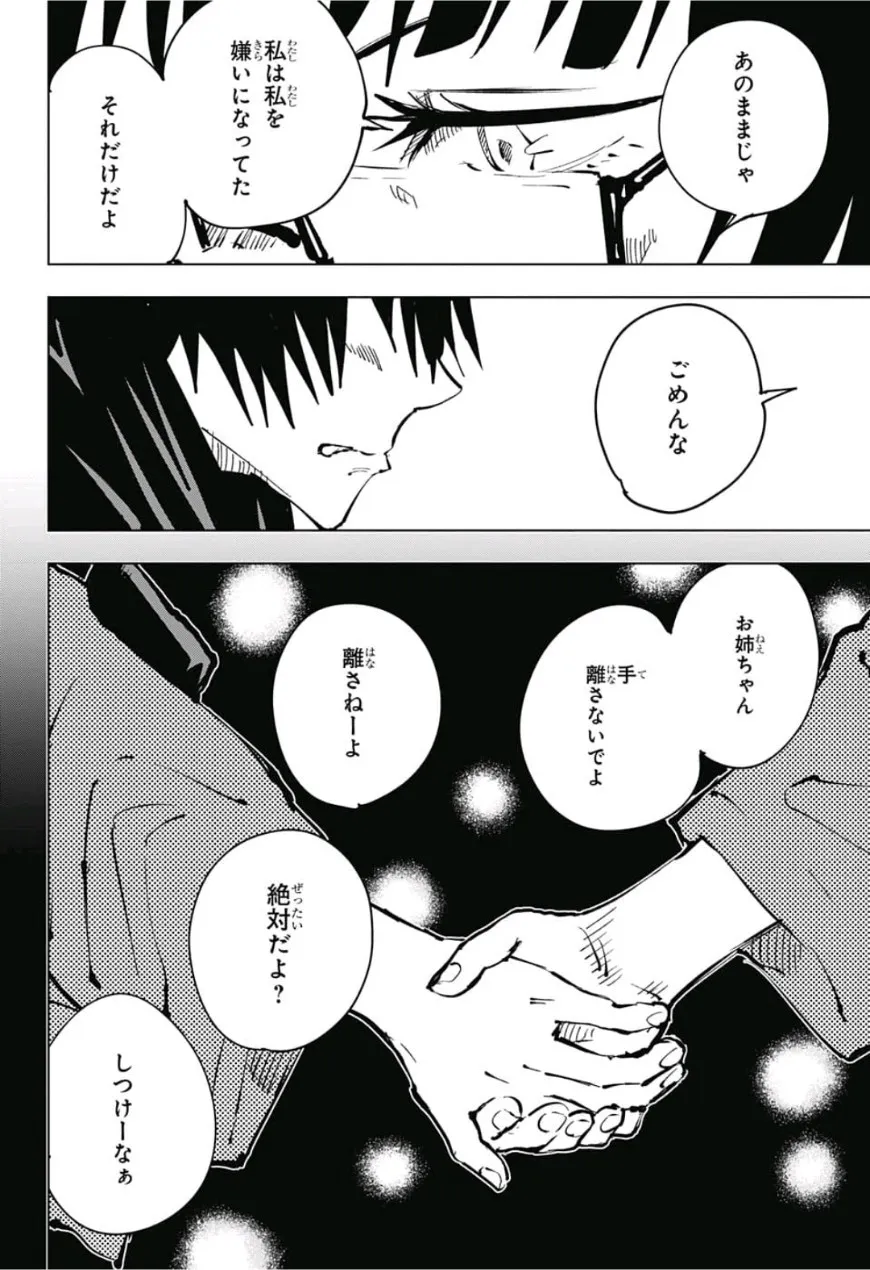 あのままじゃ
私は私を
嫌いになってた
それだけだよ
ごめんな
お姉ちゃん
手
離さないでよ
離さねーよ
絶対だよ?
しつけーなぁ